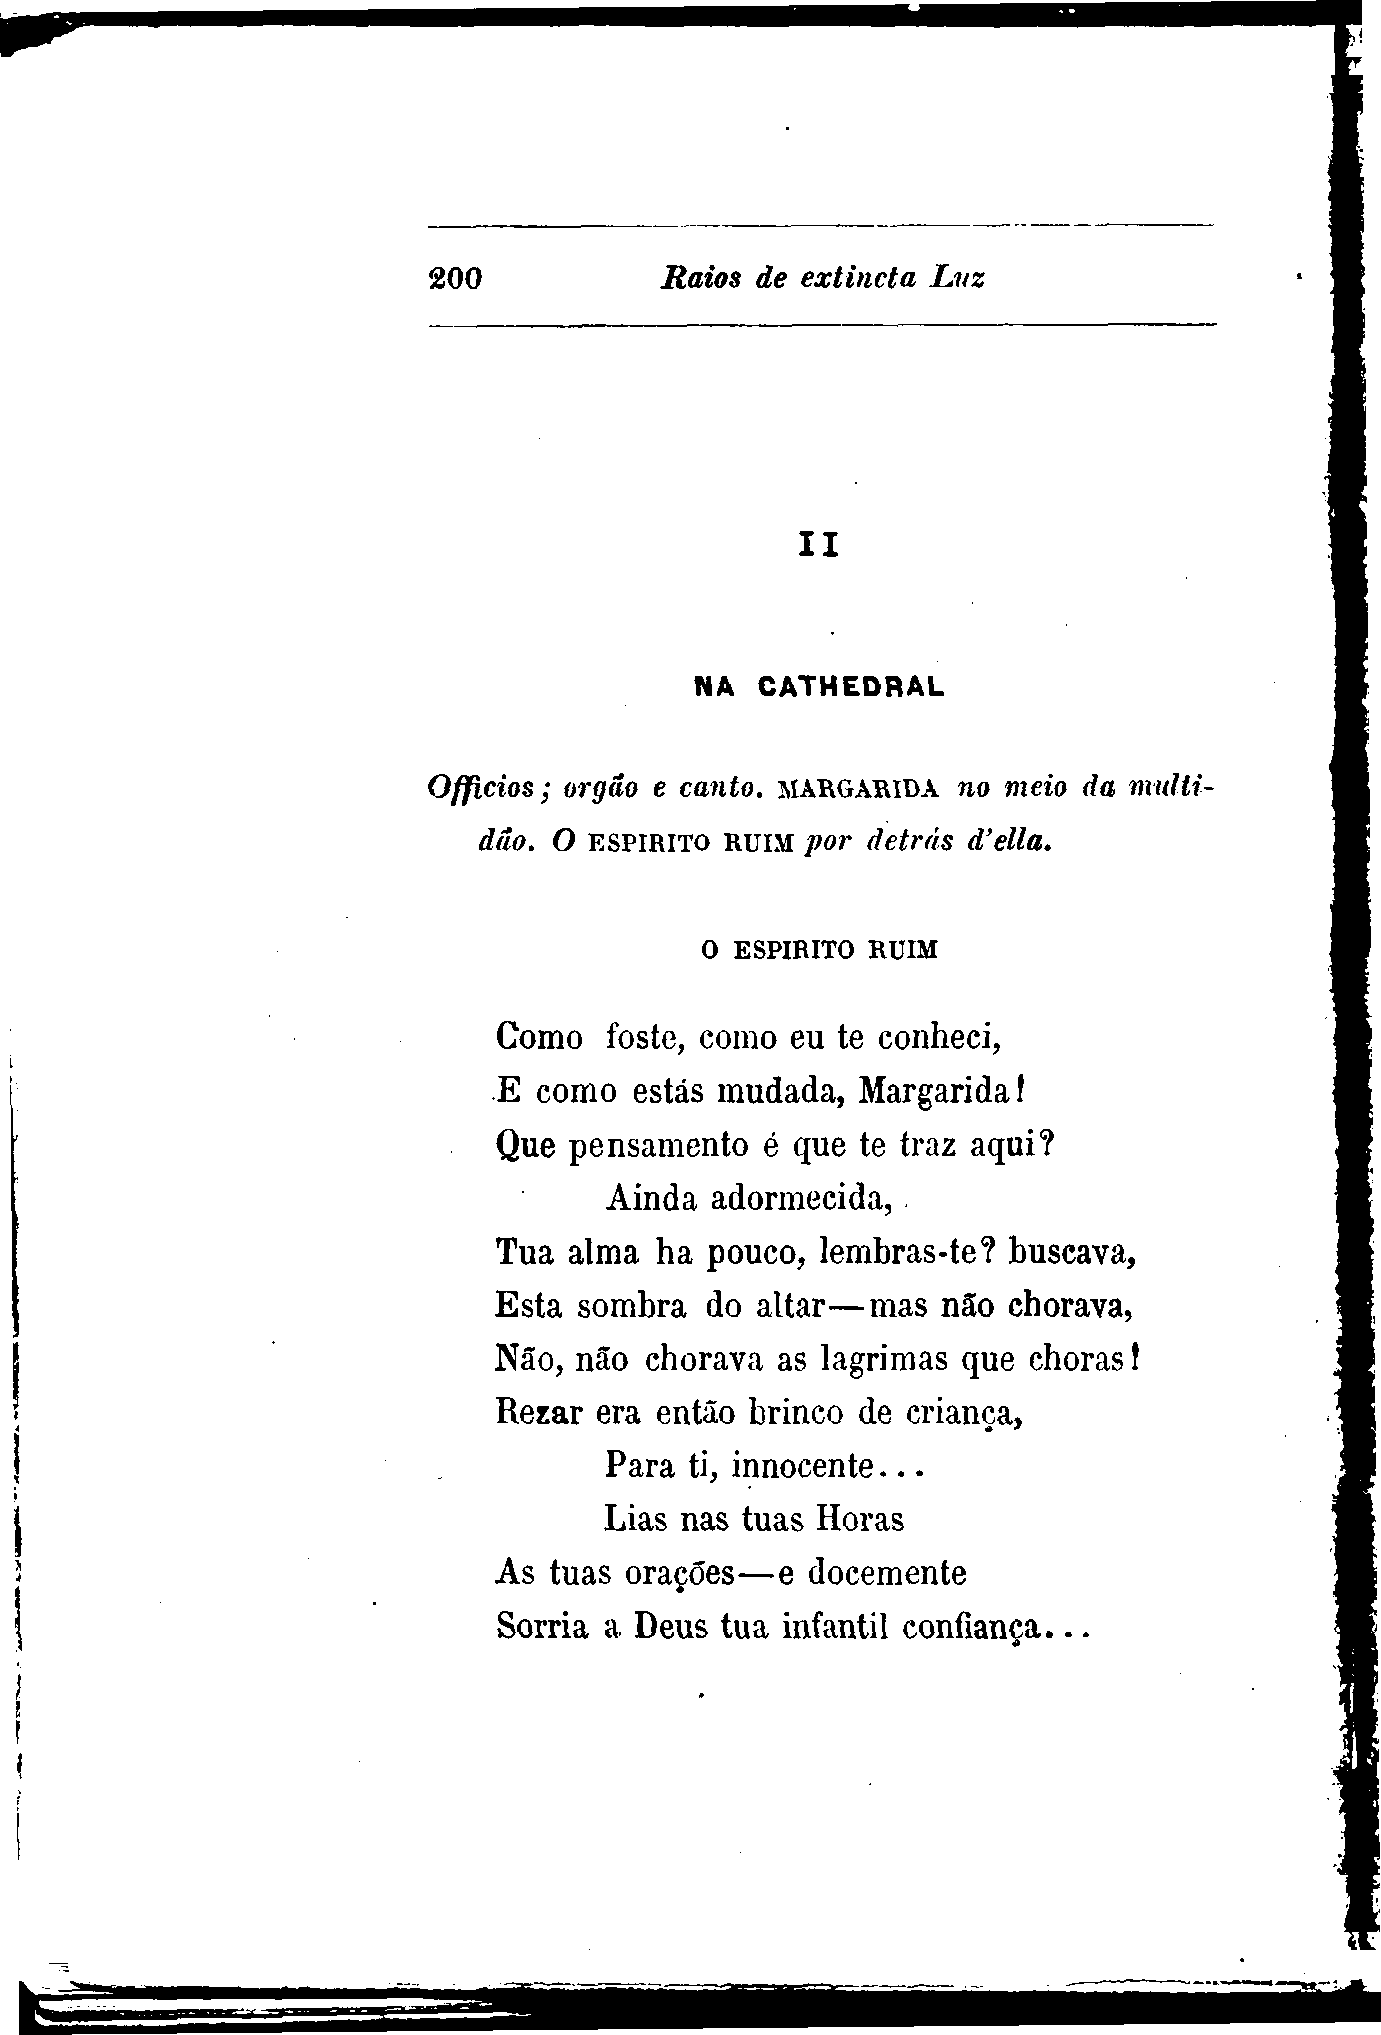 200 Raios de extincta Luz
II
NA CATHEDRAL
Officios; orgão e canto. MARGARIDA no meio da multi-
dão. O ESPIRITO RUIM por detrás d'ella.
O ESPIRITO RUIM
Como foste, como eu te conheci,
E como estás mudada, Margarida!
Que pensamento é que te traz aqui?
Ainda adormecida,
Tua alma ha pouco, lembras-te? buscava,
Esta sombra do altar—mas não chorava,
Não, não chorava as lagrimas que choras!
Rezar era então brinco de criança,
Para ti, innocente...
Lias nas tuas Horas
As tuas orações—e docemente
Sorria a Deus tua infantil confiança...